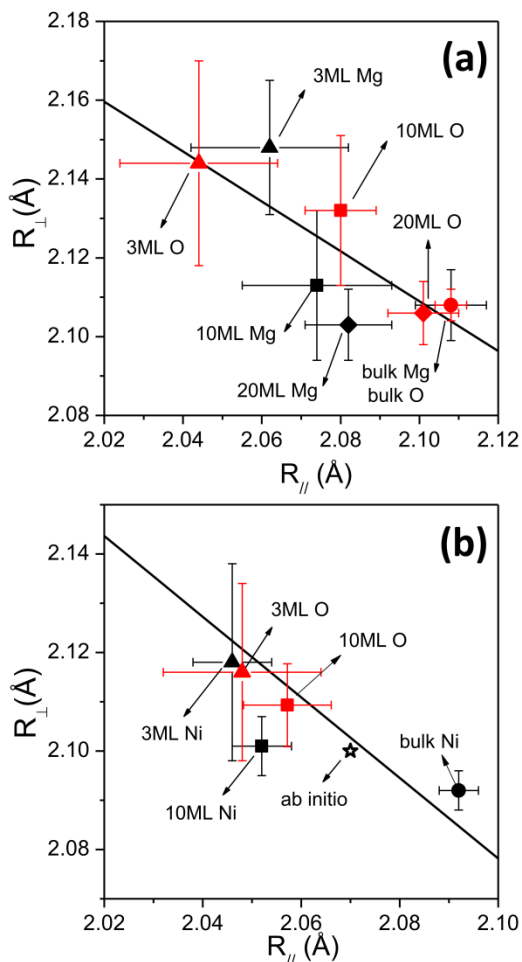 (a)
2.18
2.16
2.14
2.12
2.10
2.08
R⊥ (Å)
3ML Mg
10ML O
3ML O
20ML O
10ML Mg
20ML Mg
bulk Mg
bulk O
2.02 2.04 2.06 2.08 2.10 2.12
R// (Å)
(b)
2.14
2.12
2.10
2.08
R⊥ (Å)
3ML O
10ML O
3ML Ni
bulk Ni
10ML Ni
ab initio
2.02 2.04 2.06 2.08 2.10
R// (Å)